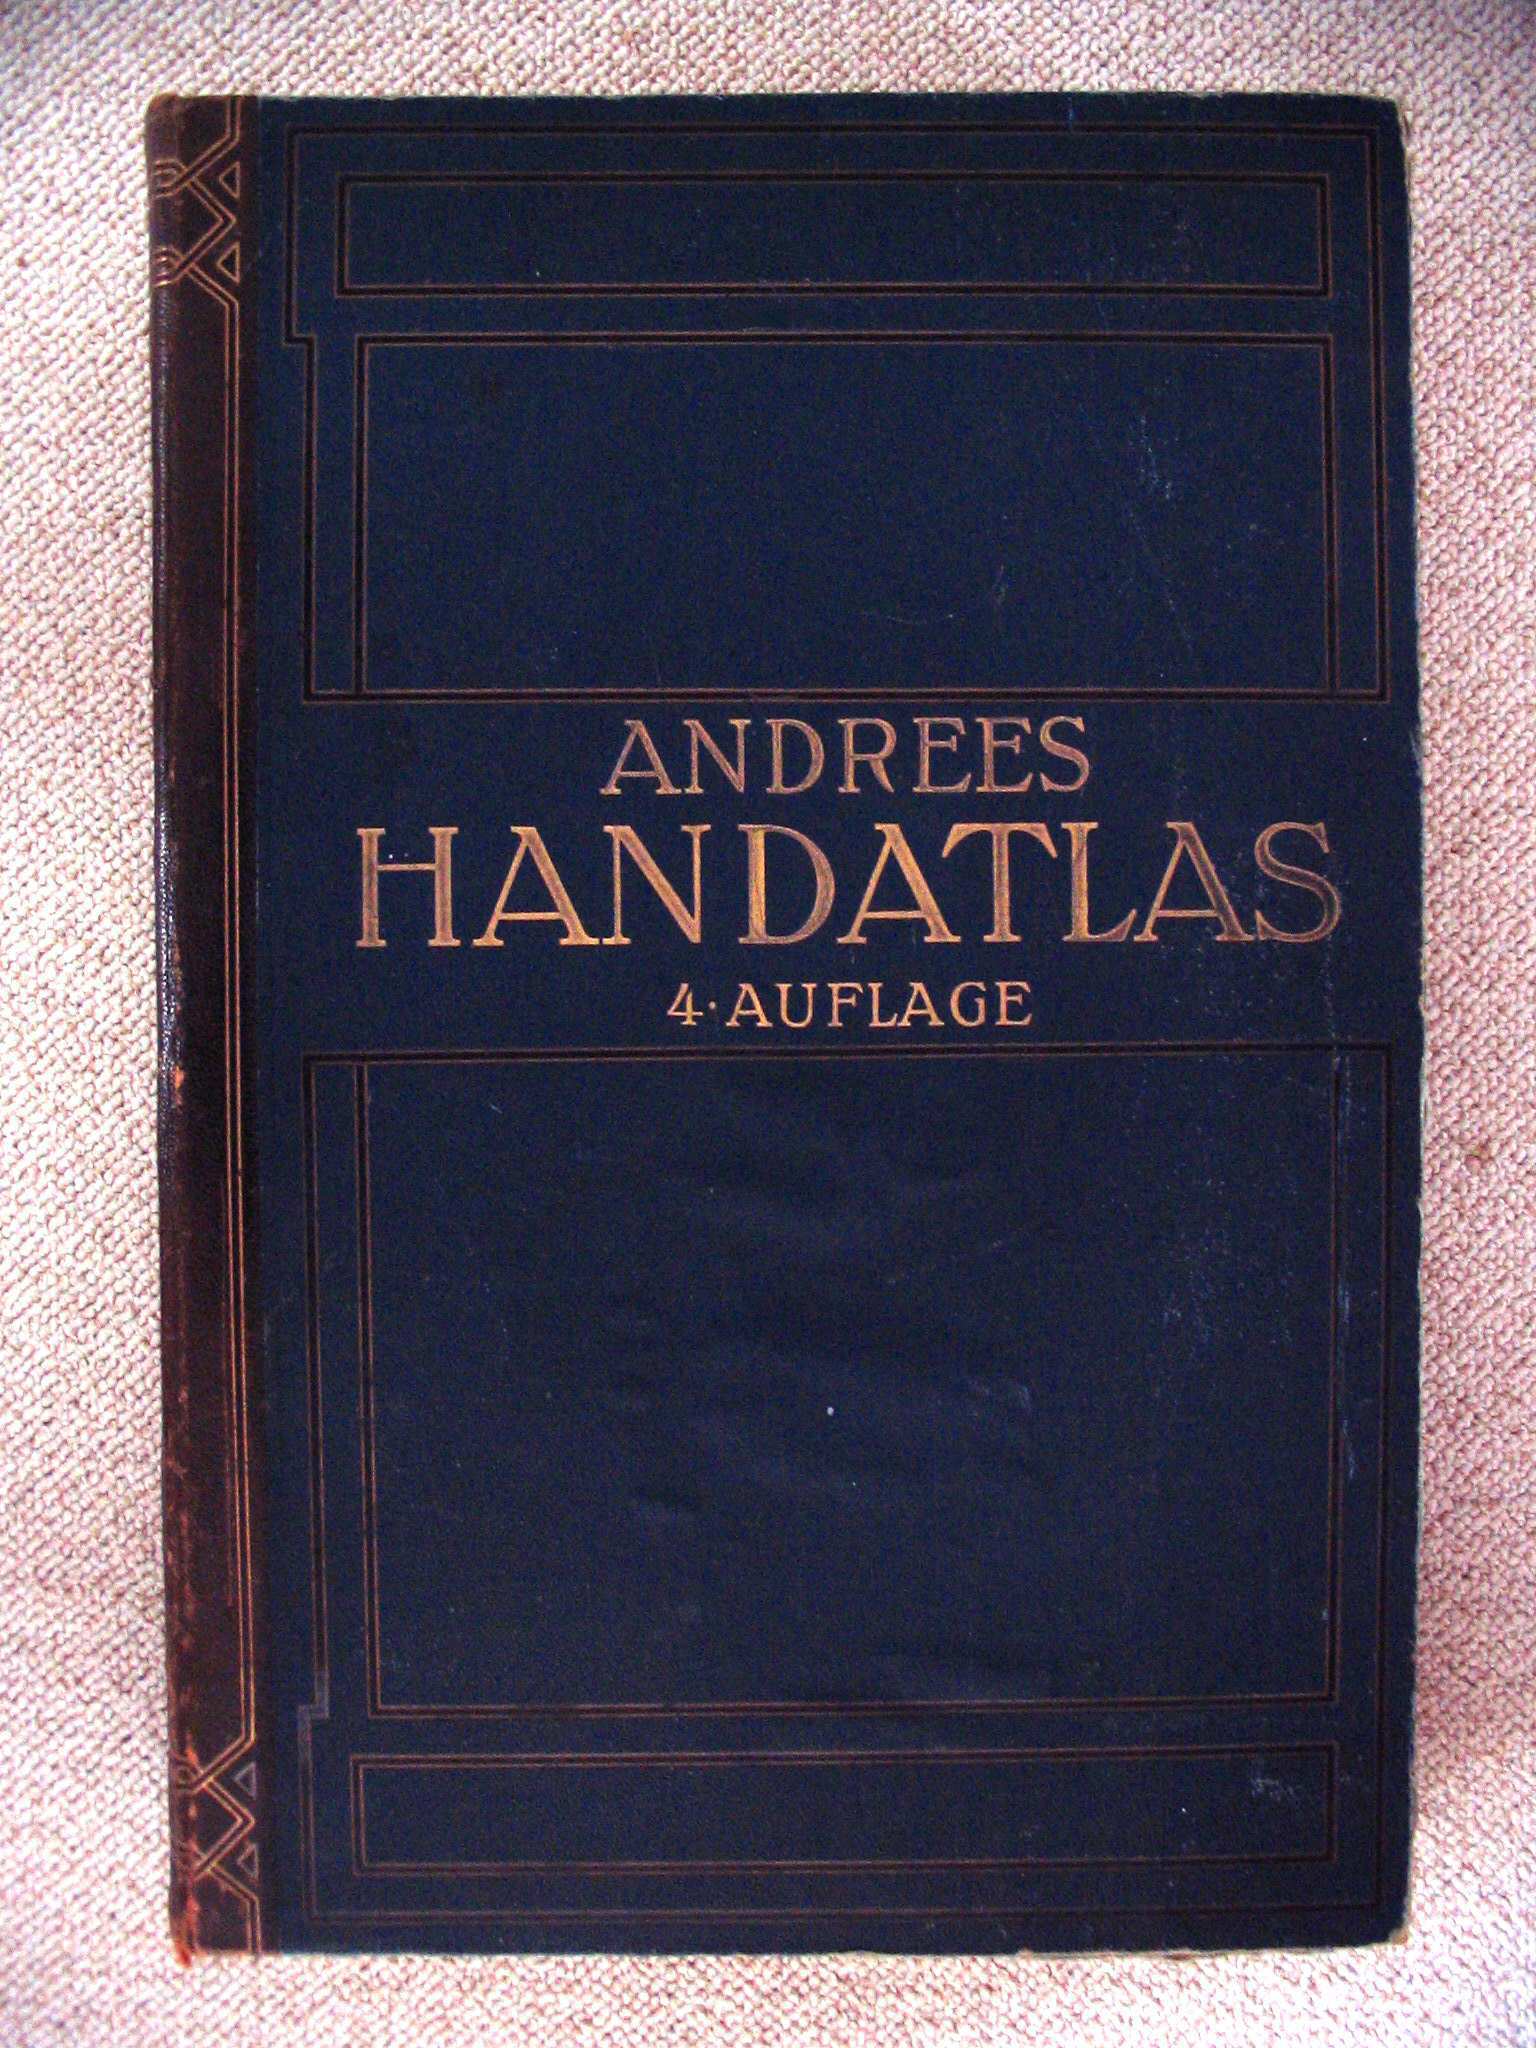 ANDREES
HANDATLAS
4. AUFLAGE